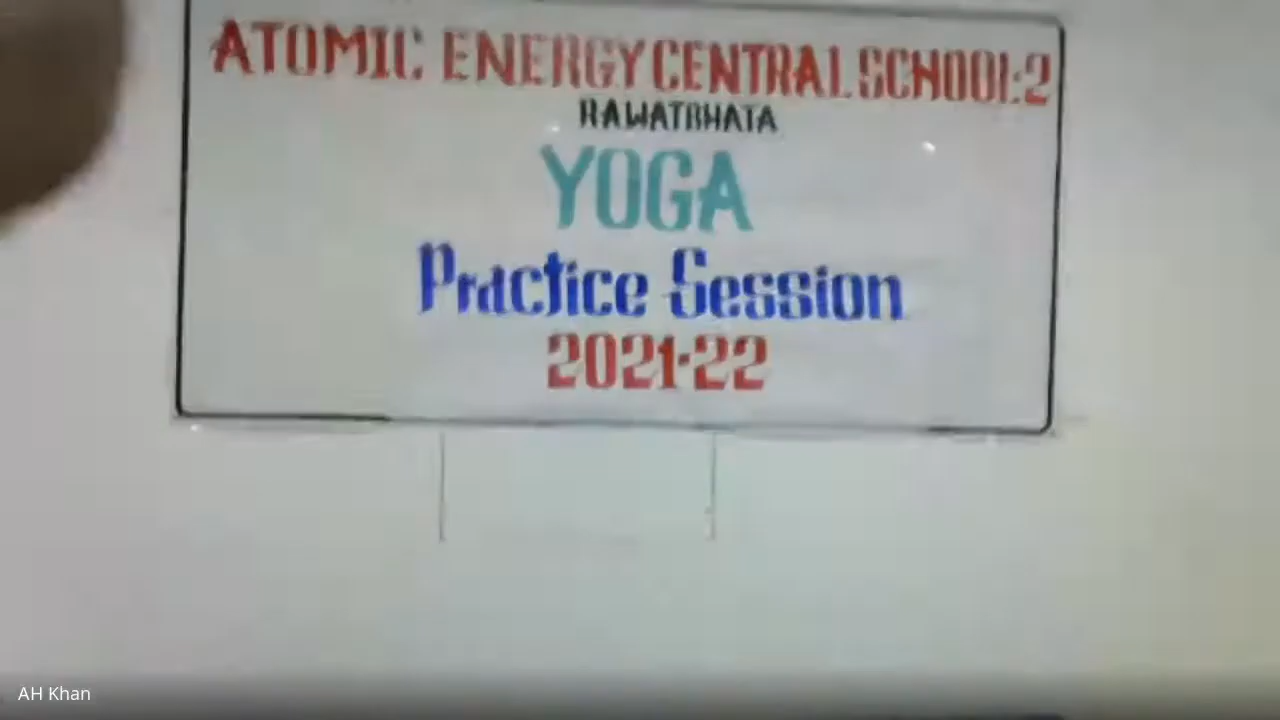 ATOMIC ENERGY CENTRAL SCHOOL:2
RAWATBHATA
YOGA
Practice Session
2021-22
AH Khan